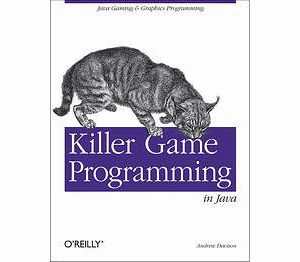 Java Gaming & Graphics Programming
Killer Game
Programming
in Java
O'REILLY®
Andrew Davison